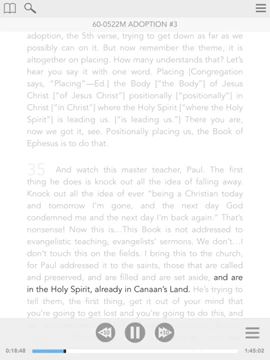 60-0522M ADOPTION #3
adoption, the 5th verse, trying to get down as far as we
possibly can on it. But now remember the theme, it is
altogether on placing. How many understands that? Let's
hear you say it with one word. Placing [Congregation
says, "Placing"—Ed.] the Body ["the Body"] of Jesus
Christ ["of Jesus Christ"] positionally ["positionally"] in
Christ ["in Christ"] where the Holy Spirit ["where the Holy
Spirit"] is leading us. ["is leading us."] There you are,
now we got it, see. Positionally placing us, the Book of
Ephesus is to do that.
35 And watch this master teacher, Paul. The first
thing he does is knock out all the idea of falling away.
Knock out all the idea of ever "being a Christian today
and tomorrow I'm gone, and the next day God
condemned me and the next day I'm back again." That's
nonsense! Now this is...This Book is not addressed to
evangelistic teaching, evangelists' sermons. We don't...I
don't touch this on the fields. I bring this to the church,
for Paul addressed it to the saints, those that are called
and preserved, and are filled and are set aside, and are
in the Holy Spirit, already in Canaan's Land. He's trying to
tell them, the first thing, get it out of your mind that
you're going to get lost and you're going to do this, and
0:18:48
1:45:02